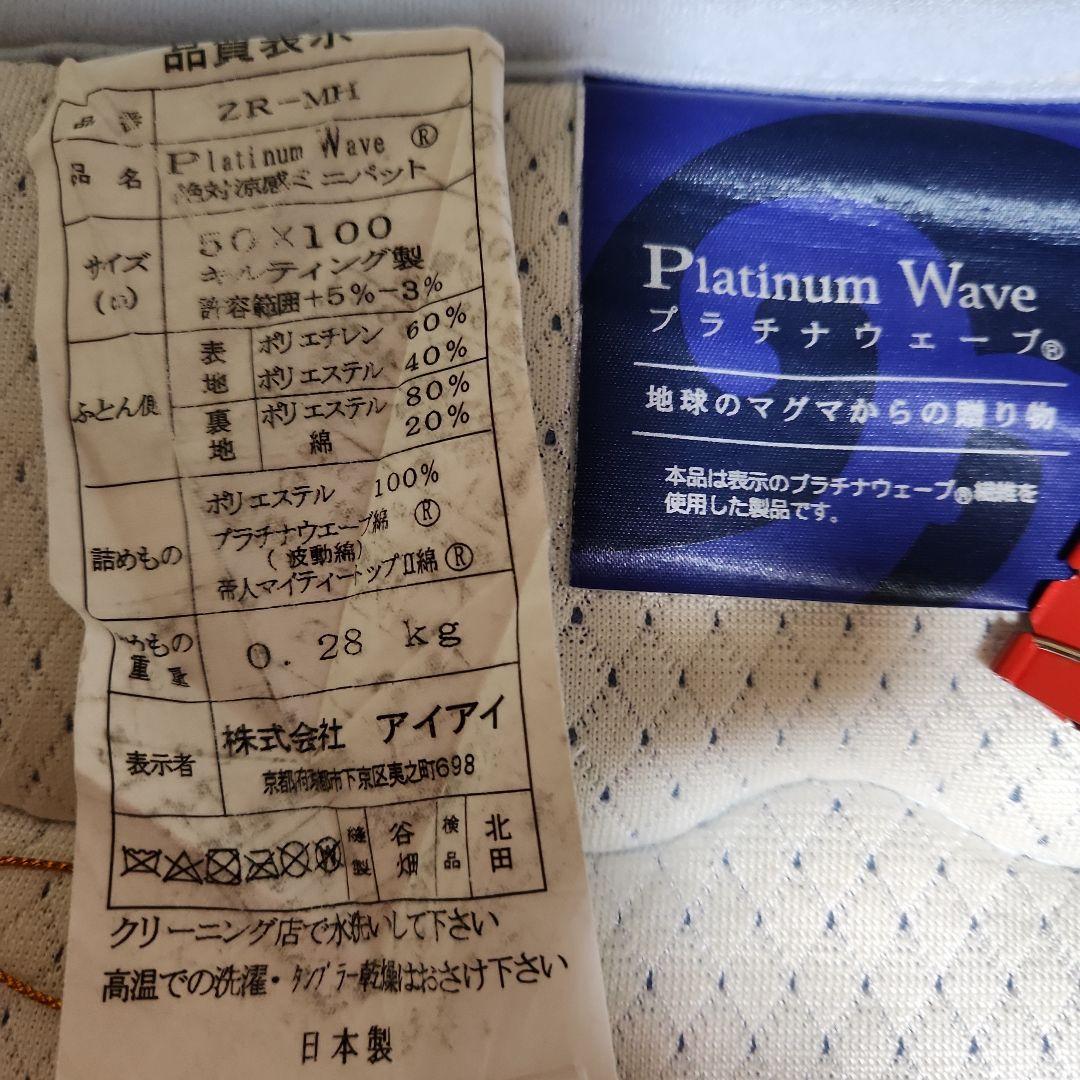 品質表示
品番 ZR-MH
品名 Platinum Wave ®
絶対涼感ミニパット
サイズ 50×100
(㎝) キルティング製
許容範囲+5%-3%
ふとん側
表地 ポリエチレン 60%
ポリエステル 40%
裏地 ポリエステル 80%
綿 20%
詰めもの
ポリエステル 100%
プラチナウェーブ綿 ®
(波動綿)
帝人マイティートップⅡ綿®
詰めもの重量 0.28 kg
表示者 株式会社 アイアイ
京都府京都市下京区夷之町698
縫製 谷畑 検品 北田
クリーニング店で水洗いして下さい
高温での洗濯・タンブラー乾燥はおさけ下さい
日本製
Platinum Wave
プラチナウェーブ®
地球のマグマからの贈り物
本品は表示のプラチナウェーブ®繊維を
使用した製品です。